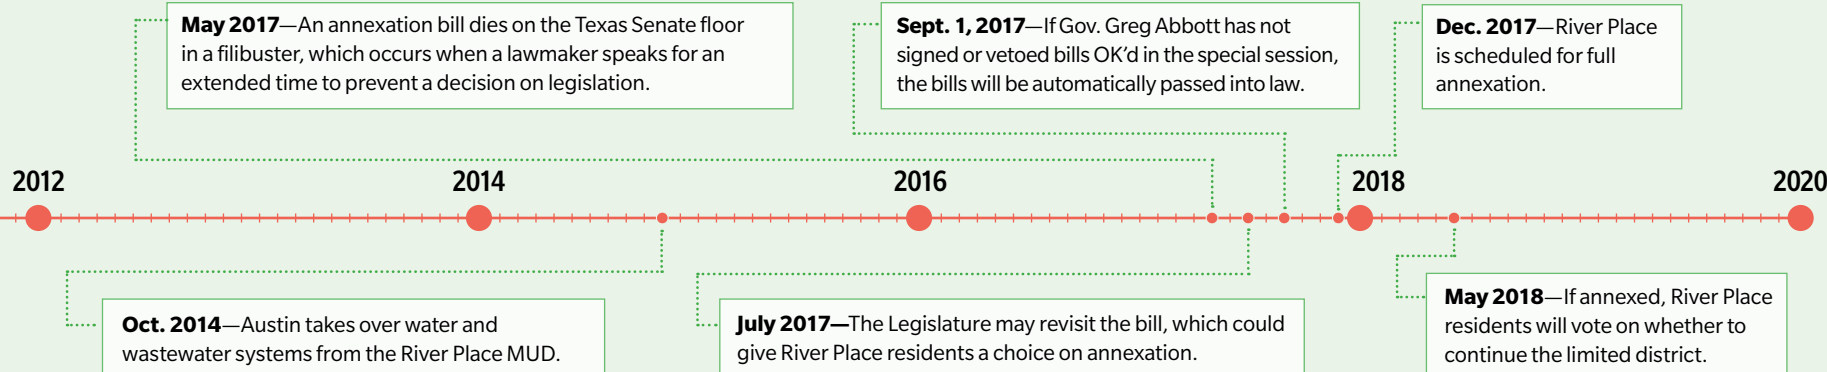 May 2017—An annexation bill dies on the Texas Senate floor
in a filibuster, which occurs when a lawmaker speaks for an
extended time to prevent a decision on legislation.
Sept. 1, 2017—If Gov. Greg Abbott has not
signed or vetoed bills OK’d in the special session,
the bills will be automatically passed into law.
Dec. 2017—River Place
is scheduled for full
annexation.
2012
2014
2016
2018
2020
Oct. 2014—Austin takes over water and
wastewater systems from the River Place MUD.
July 2017—The Legislature may revisit the bill, which could
give River Place residents a choice on annexation.
May 2018—If annexed, River Place
residents will vote on whether to
continue the limited district.